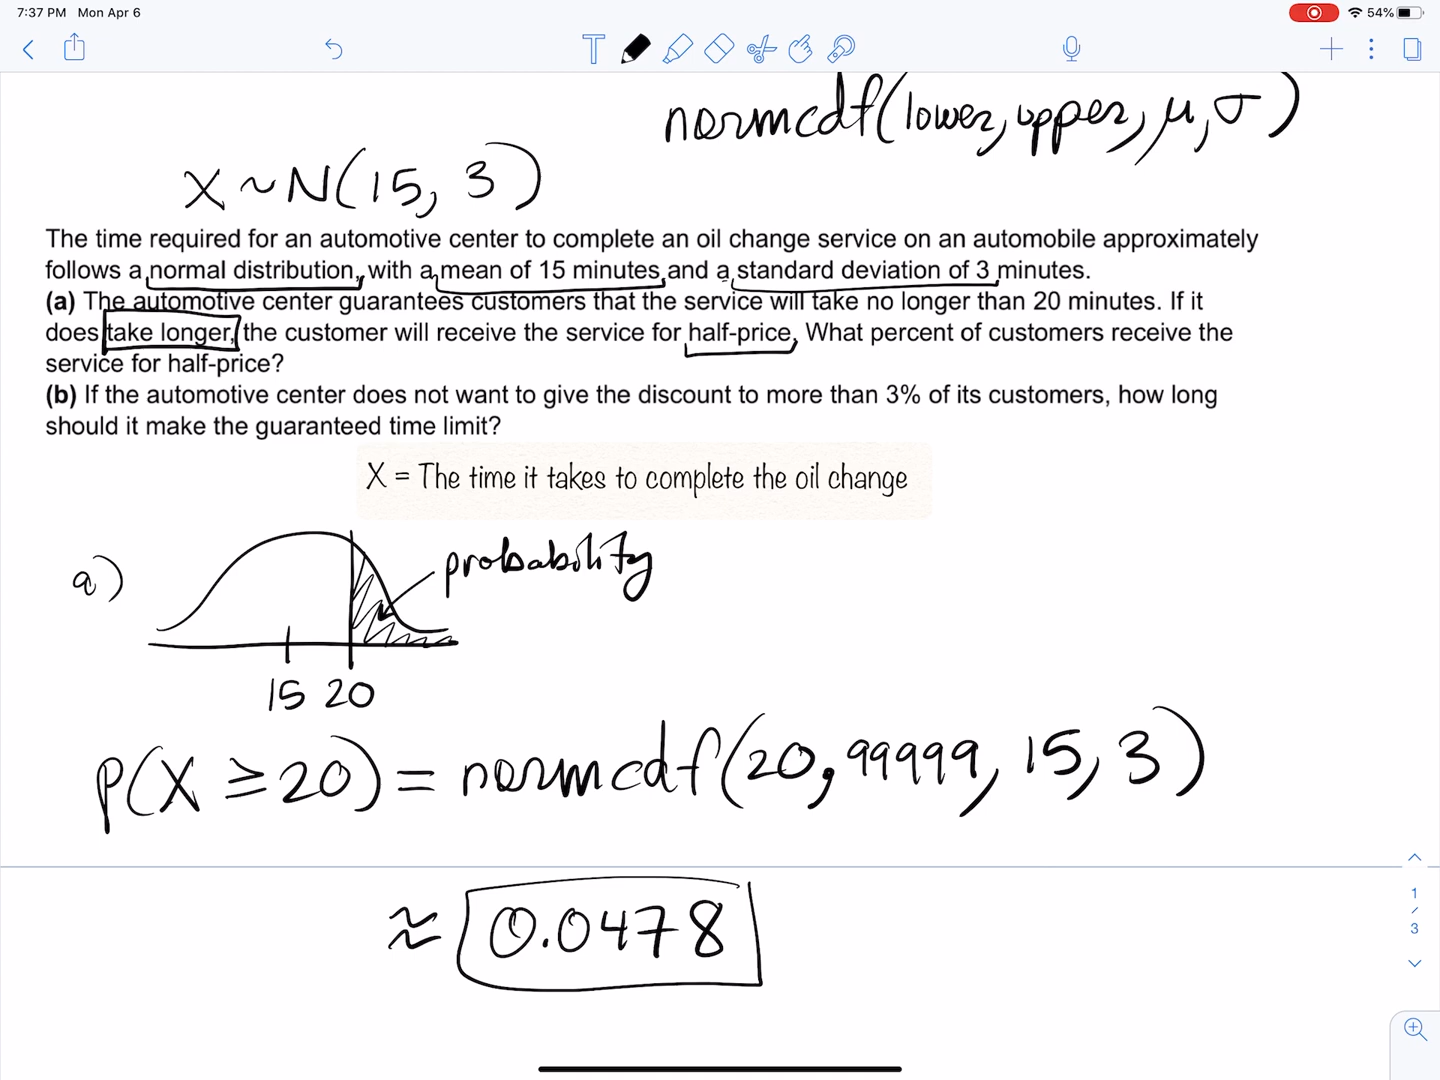 7:37 PM Mon Apr 6
54%
normcdf(lower, upper, μ, σ)
X ~ N(15, 3)
The time required for an automotive center to complete an oil change service on an automobile approximately
follows a normal distribution, with a mean of 15 minutes and a standard deviation of 3 minutes.
(a) The automotive center guarantees customers that the service will take no longer than 20 minutes. If it
does take longer, the customer will receive the service for half-price. What percent of customers receive the
service for half-price?
(b) If the automotive center does not want to give the discount to more than 3% of its customers, how long
should it make the guaranteed time limit?
X = The time it takes to complete the oil change
a)
probability
15 20
P(X ≥ 20) = normcdf(20, 99999, 15, 3)
≈ 0.0478
1
/
3